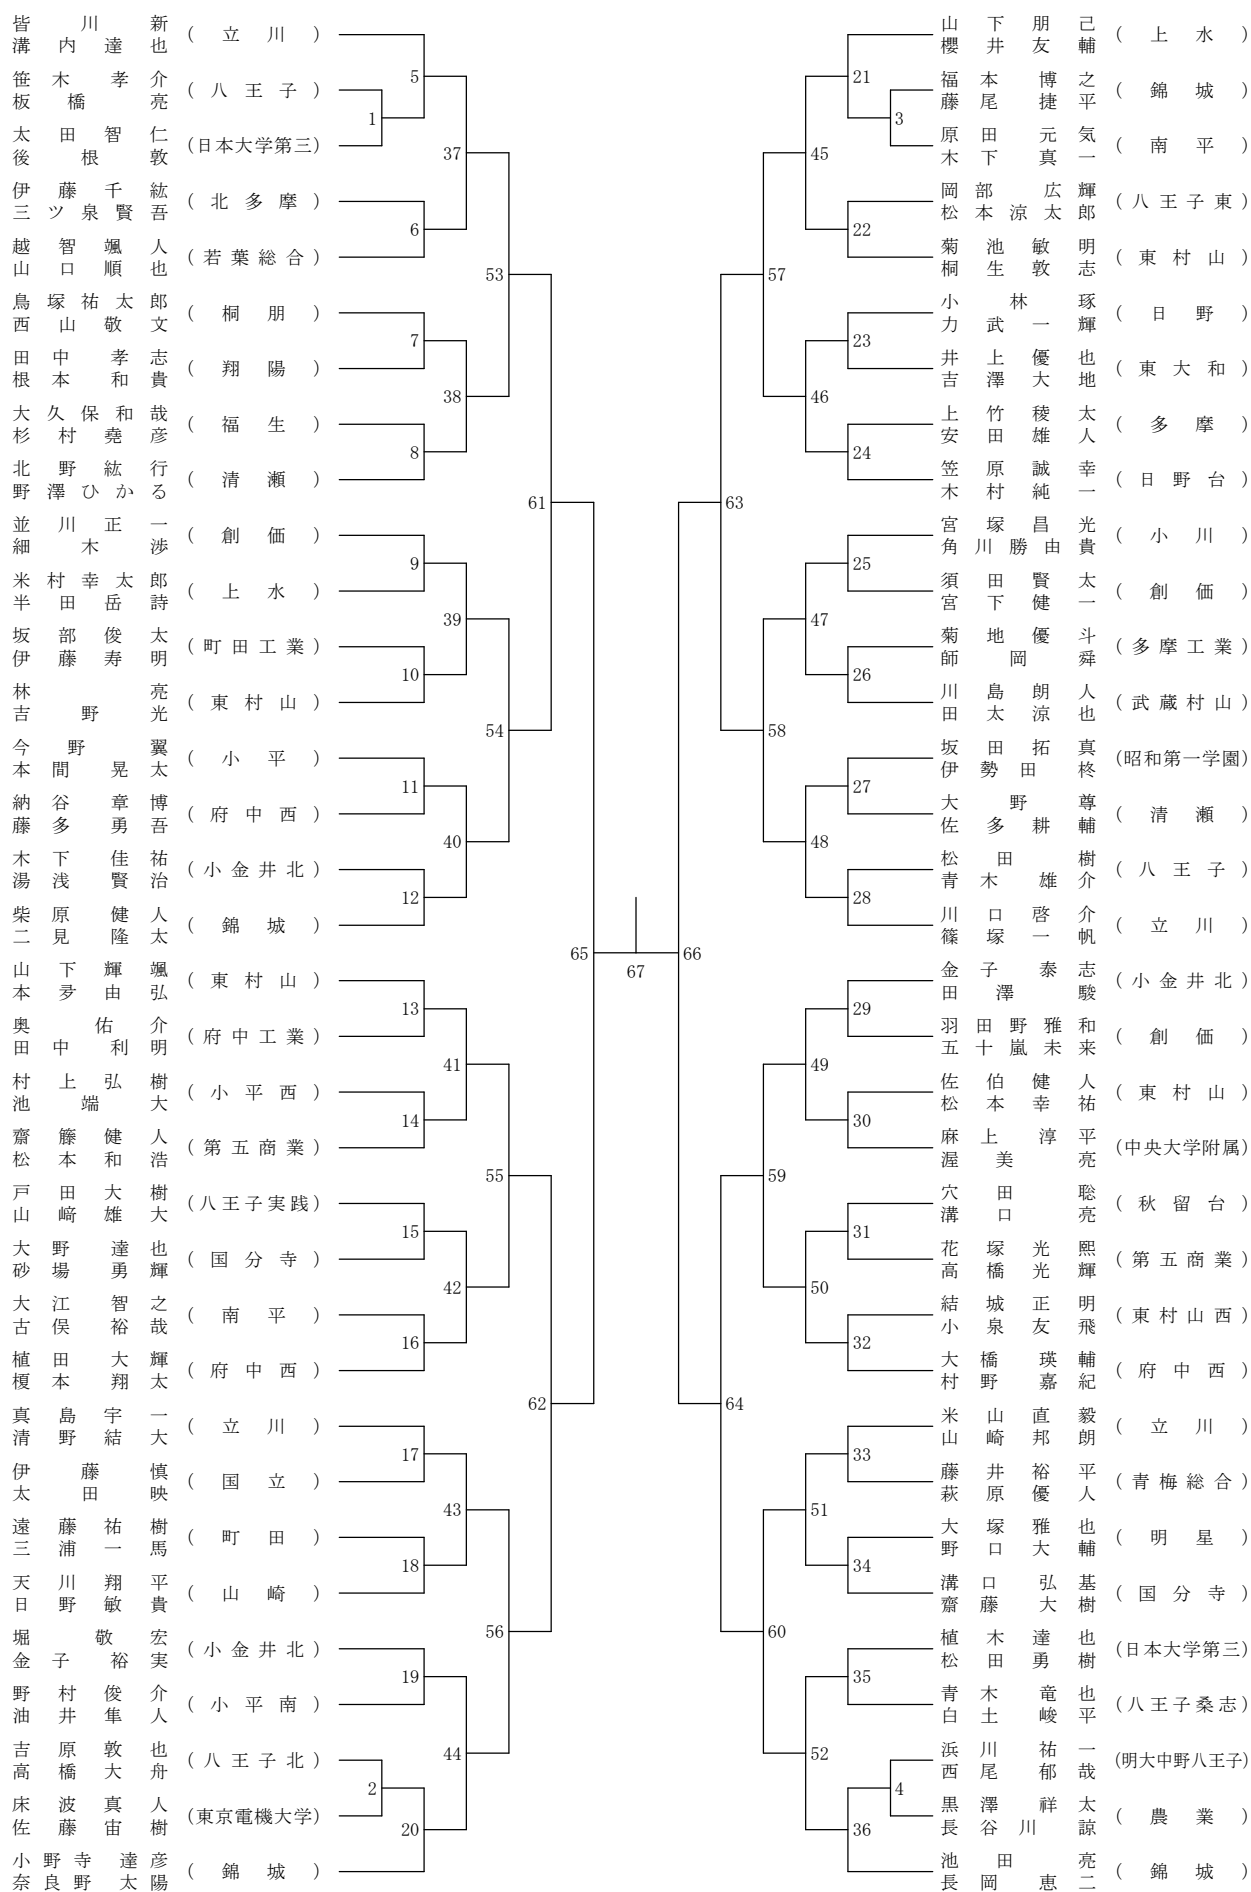 皆川新
溝内達也
(立川)
笹木孝介
板橋亮
(八王子)
太田智仁
後根敦
(日本大学第三)
伊藤千紘
三ツ泉賢吾
(北多摩)
越智颯人
山口順也
(若葉総合)
鳥塚祐太郎
西山敬文
(桐朋)
田中孝志
根本和貴
(翔陽)
大久保和哉
杉村堯彦
(福生)
北野紘行
野澤ひかる
(清瀬)
並川正一
細木渉
(創価)
米村幸太郎
半田岳詩
(上水)
坂部俊太
伊藤寿明
(町田工業)
林亮
吉野光
(東村山)
今野翼
本間晃太
(小平)
納谷章博
藤多勇吾
(府中西)
木下佳祐
湯浅賢治
(小金井北)
柴原健人
二見隆太
(錦城)
山下輝颯
本夛由弘
(東村山)
奥佑介
田中利明
(府中工業)
村上弘樹
池端大
(小平西)
齋籐健人
松本和浩
(第五商業)
戸田大樹
山﨑雄大
(八王子実践)
大野達也
砂場勇輝
(国分寺)
大江智之
古俣裕哉
(南平)
植田大輝
榎本翔太
(府中西)
真島宇一
清野結大
(立川)
伊藤慎
太田映
(国立)
遠藤祐樹
三浦一馬
(町田)
天川翔平
日野敏貴
(山崎)
堀敬宏
金子裕実
(小金井北)
野村俊介
油井隼人
(小平南)
吉原敦也
高橋大舟
(八王子北)
床波真人
佐藤宙樹
(東京電機大学)
小野寺達彦
奈良野太陽
(錦城)
1
2
5
6
7
8
9
10
11
12
13
14
15
16
17
18
19
20
37
38
39
40
41
42
43
44
53
54
55
56
61
62
65
67
66
63
64
57
58
59
60
45
46
47
48
49
50
51
52
21
22
23
24
25
26
27
28
29
30
31
32
33
34
35
36
3
4
山下朋己
櫻井友輔
(上水)
福本博之
藤尾捷平
(錦城)
原田元気
木下真一
(南平)
岡部広輝
松本涼太郎
(八王子東)
菊池敏明
桐生敦志
(東村山)
小林琢
力武一輝
(日野)
井上優也
吉澤大地
(東大和)
上竹稜太
安田雄人
(多摩)
笠原誠幸
木村純一
(日野台)
宮塚昌光
角川勝由貴
(小川)
須田賢太
宮下健一
(創価)
菊地優斗
師岡舜
(多摩工業)
川島朗人
田太涼也
(武蔵村山)
坂田拓真
伊勢田柊
(昭和第一学園)
大野尊
佐多耕輔
(清瀬)
松田樹
青木雄介
(八王子)
川口啓介
篠塚一帆
(立川)
金子泰志
田澤駿
(小金井北)
羽田野雅和
五十嵐未来
(創価)
佐伯健人
松本幸祐
(東村山)
麻上淳平
渥美亮
(中央大学附属)
穴田聡
溝口亮
(秋留台)
花塚光熙
高橋光輝
(第五商業)
結城正明
小泉友飛
(東村山西)
大橋瑛輔
村野嘉紀
(府中西)
米山直毅
山崎邦朗
(立川)
藤井裕平
萩原優人
(青梅総合)
大塚雅也
野口大輔
(明星)
溝口弘基
齋藤大樹
(国分寺)
植木達也
松田勇樹
(日本大学第三)
青木竜也
白土峻平
(八王子桑志)
浜川祐一
西尾郁哉
(明大中野八王子)
黒澤祥太
長谷川諒
(農業)
池田亮
長岡恵二
(錦城)